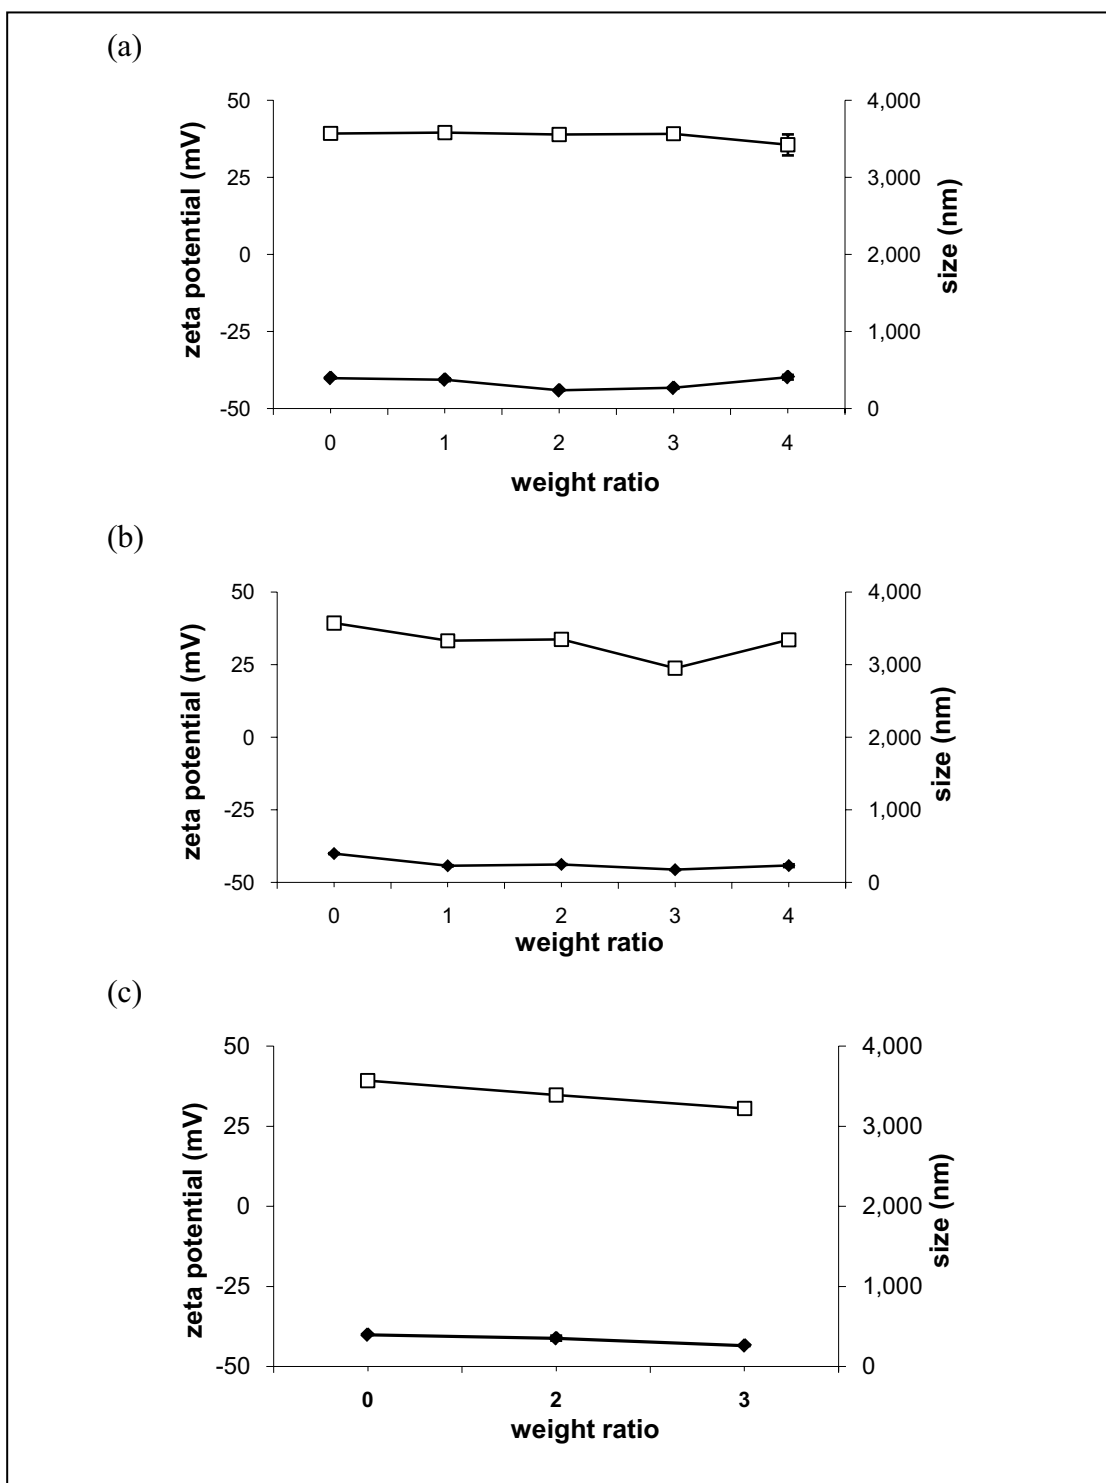 (a)
50
25
0
-25
-50
zeta potential (mV)
4,000
3,000
2,000
1,000
0
size (nm)
0 1 2 3 4
weight ratio
(b)
50
25
0
-25
-50
zeta potential (mV)
4,000
3,000
2,000
1,000
0
size (nm)
0 1 2 3 4
weight ratio
(c)
50
25
0
-25
-50
zeta potential (mV)
4,000
3,000
2,000
1,000
0
size (nm)
0 2 3
weight ratio